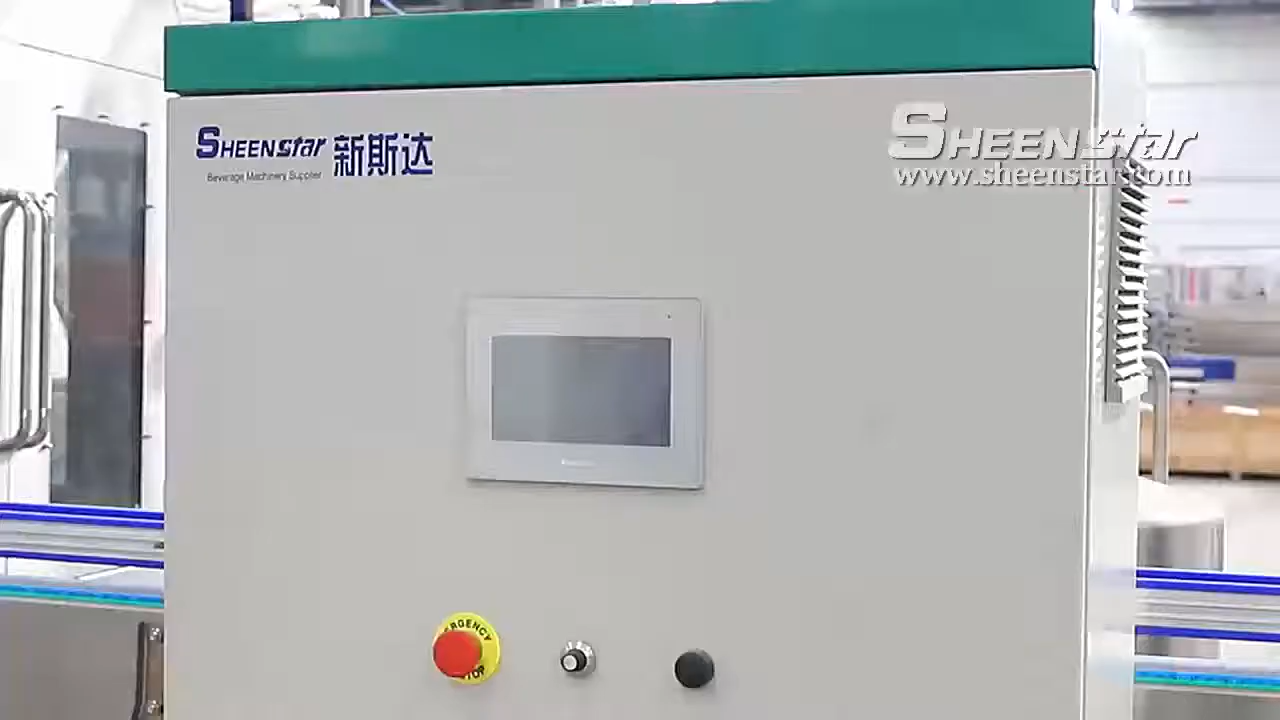 SHEENSTAR 新斯达
Beverage Machinery Supplier
SHEENSTAR
www.sheenstar.com
EMERGENCY
STOP